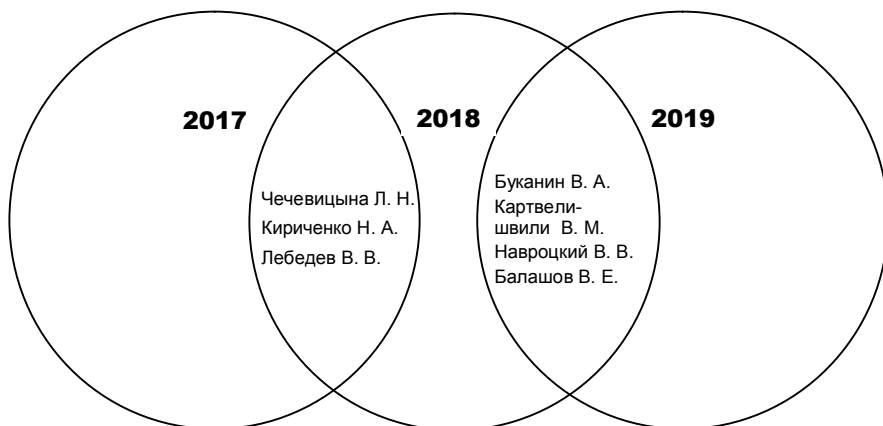 2017
2018
2019
Чечевицына Л. Н.
Кириченко Н. А.
Лебедев В. В.
Буканин В. А.
Картвели-
швили В. М.
Навроцкий В. В.
Балашов В. Е.